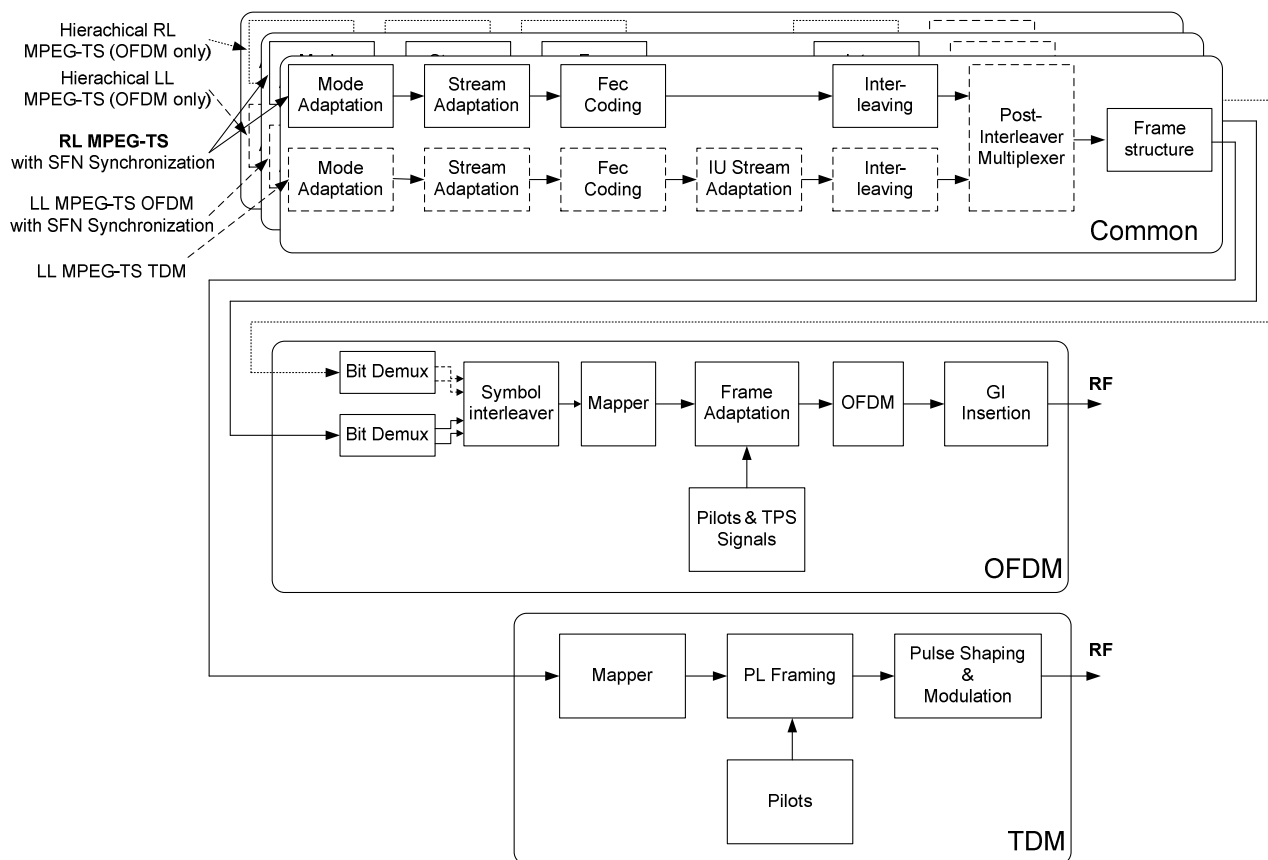 Hierarchical RL
MPEG-TS (OFDM only)
Hierachical LL
MPEG-TS (OFDM only)
RL MPEG-TS
with SFN Synchronization
LL MPEG-TS OFDM
with SFN Synchronization
LL MPEG-TS TDM
Mode
Adaptation
Stream
Adaptation
Fec
Coding
Inter-
leaving
Post-
Interleaver
Multiplexer
Frame
structure
Mode
Adaptation
Stream
Adaptation
Fec
Coding
IU Stream
Adaptation
Inter-
leaving
Common
Bit Demux
Bit Demux
Symbol
interleaver
Mapper
Frame
Adaptation
OFDM
GI
Insertion
RF
Pilots & TPS
Signals
OFDM
Mapper
PL Framing
Pulse Shaping
&
Modulation
RF
Pilots
TDM